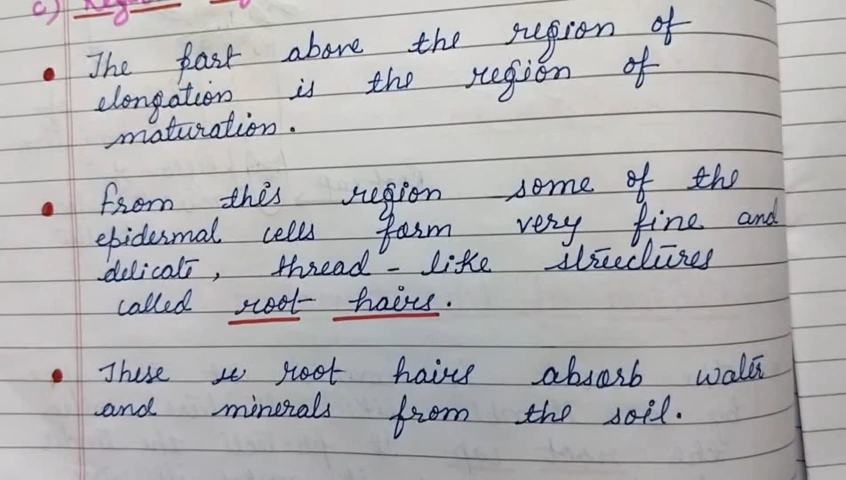 c)
• The part above the region of
elongation is the region of
maturation.
• From this region some of the
epidermal cells form very fine and
delicate, thread-like structures
called root hairs.
• These root hairs absorb water
and minerals from the soil.